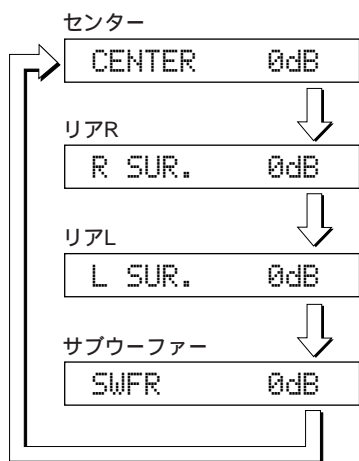 センター
CENTER 0dB
リアR
R SUR. 0dB
リアL
L SUR. 0dB
サブウーファー
SWFR 0dB